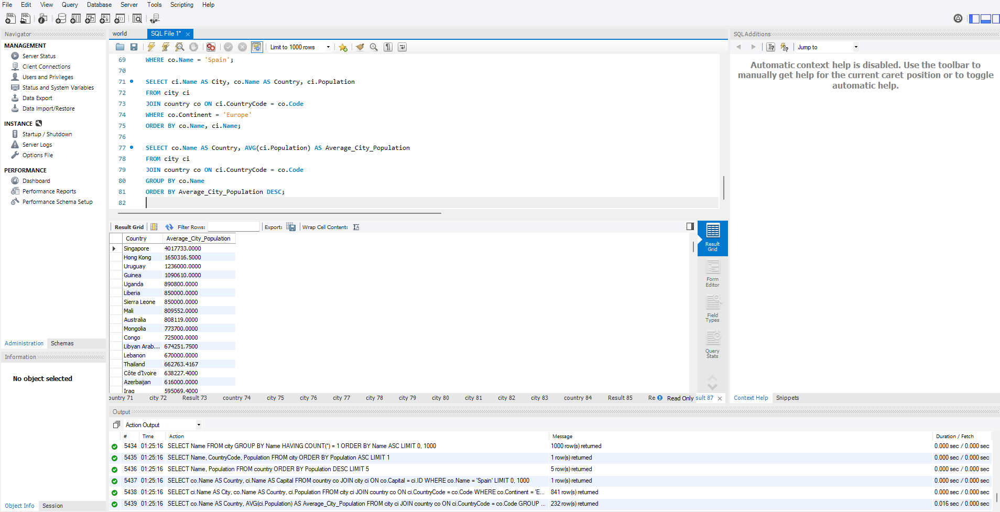 File Edit View Query Database Server Tools Scripting Help
Navigator
MANAGEMENT
Server Status
Client Connections
Users and Privileges
Status and System Variables
Data Export
Data Import/Restore
INSTANCE
Startup / Shutdown
Server Logs
Options File
PERFORMANCE
Dashboard
Performance Reports
Performance Schema Setup
Administration Schemas
Information
No object selected
Object Info Session
world SQL File 1*
Limit to 1000 rows
69 WHERE co.Name = 'Spain';
70
71 SELECT ci.Name AS City, co.Name AS Country, ci.Population
72 FROM city ci
73 JOIN country co ON ci.CountryCode = co.Code
74 WHERE co.Continent = 'Europe'
75 ORDER BY co.Name, ci.Name;
76
77 SELECT co.Name AS Country, AVG(ci.Population) AS Average_City_Population
78 FROM city ci
79 JOIN country co ON ci.CountryCode = co.Code
80 GROUP BY co.Name
81 ORDER BY Average_City_Population DESC;
82
Result Grid Filter Rows: Export: Wrap Cell Content:
Country Average_City_Population
Singapore 4017733.0000
Hong Kong 1650316.5000
Uruguay 1236000.0000
Guinea 1090610.0000
Uganda 890800.0000
Liberia 850000.0000
Sierra Leone 850000.0000
Mali 809552.0000
Australia 808119.0000
Mongolia 773700.0000
Congo 725000.0000
Libyan Arab... 674251.7500
Lebanon 670000.0000
Thailand 662763.4167
Côte d'Ivoire 638227.4000
Azerbaijan 616000.0000
Iraq 595069.4000
Result
Grid
Form
Editor
Field
Types
Query
Stats
ountry 71 city 72 Result 73 country 74 city 75 city 76 city 77 city 78 city 79 city 80 city 81 city 82 city 83 country 84 Result 85 Re Read Only sult 87
SQLAdditions
Jump to
Automatic context help is disabled. Use the toolbar to
manually get help for the current caret position or to toggle
automatic help.
Context Help Snippets
Output
Action Output
# Time Action Message Duration / Fetch
5434 01:25:16 SELECT Name FROM city GROUP BY Name HAVING COUNT(*) = 1 ORDER BY Name ASC LIMIT 0, 1000 1000 row(s) returned 0.000 sec / 0.000 sec
5435 01:25:16 SELECT Name, CountryCode, Population FROM city ORDER BY Population ASC LIMIT 1 1 row(s) returned 0.000 sec / 0.000 sec
5436 01:25:16 SELECT Name, Population FROM country ORDER BY Population DESC LIMIT 5 5 row(s) returned 0.000 sec / 0.000 sec
5437 01:25:16 SELECT co.Name AS Country, ci.Name AS Capital FROM country co JOIN city ci ON co.Capital = ci.ID WHERE co.Name = 'Spain' LIMIT 0, 1000 1 row(s) returned 0.000 sec / 0.000 sec
5438 01:25:16 SELECT ci.Name AS City, co.Name AS Country, ci.Population FROM city ci JOIN country co ON ci.CountryCode = co.Code WHERE co.Continent = 'E... 841 row(s) returned 0.000 sec / 0.000 sec
5439 01:25:16 SELECT co.Name AS Country, AVG(ci.Population) AS Average_City_Population FROM city ci JOIN country co ON ci.CountryCode = co.Code GROUP ... 232 row(s) returned 0.016 sec / 0.000 sec